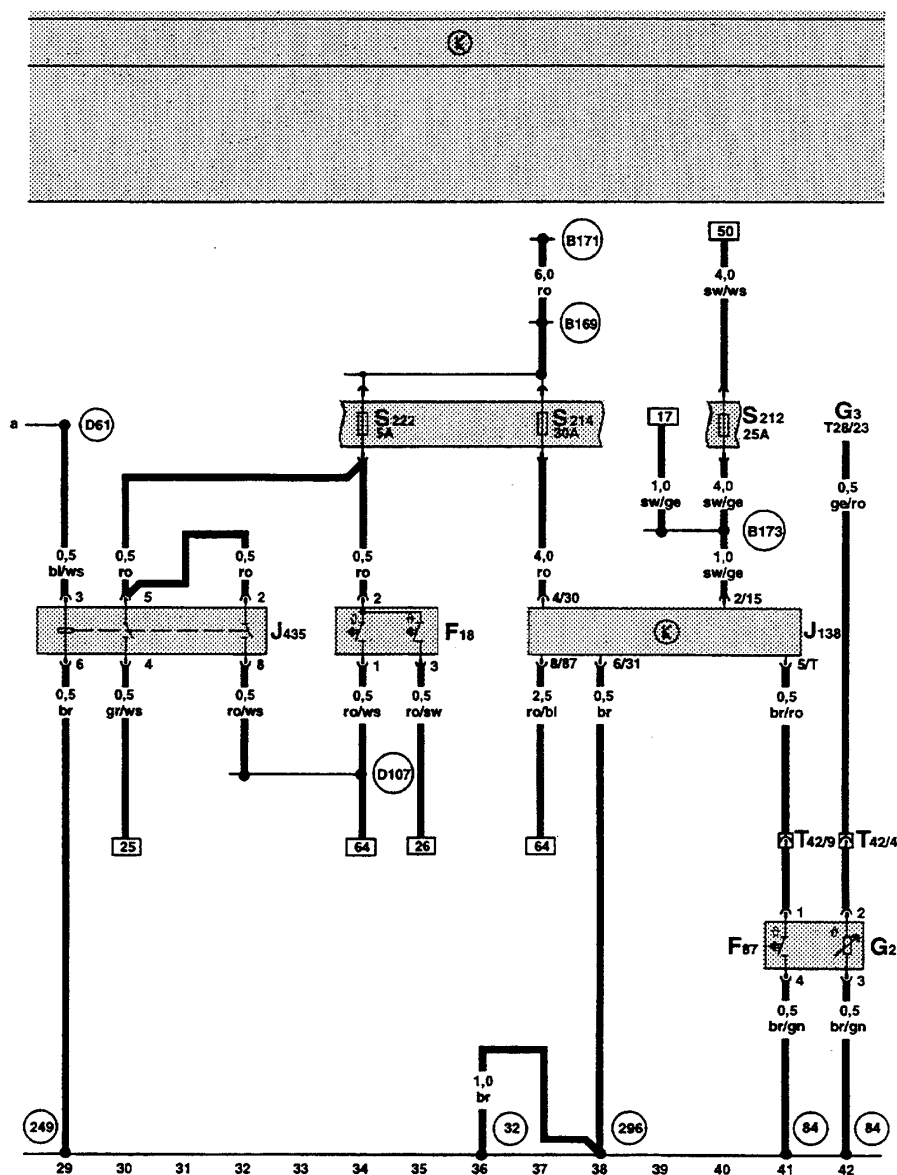 K
50
B171
6,0
ro
4,0
sw/ws
B169
a
D61
S222
5A
S214
30A
17
S212
25A
G3
T28/23
1,0
sw/ge
4,0
sw/ge
0,5
ge/ro
B173
0,5
bl/ws
0,5
ro
0,5
ro
0,5
ro
4,0
ro
1,0
sw/ge
3
5
2
2
4/30
2/15
J435
F18
K
J138
6
4
8
1
3
8/87
6/31
5/T
0,5
br
0,5
gr/ws
0,5
ro/ws
0,5
ro/ws
0,5
ro/sw
2,5
ro/bl
0,5
br
0,5
br/ro
D107
25
64
26
64
T42/9
T42/4
1
2
F87
G2
4
3
0,5
br/gn
0,5
br/gn
1,0
br
249
32
296
84
84
29 30 31 32 33 34 35 36 37 38 39 40 41 42